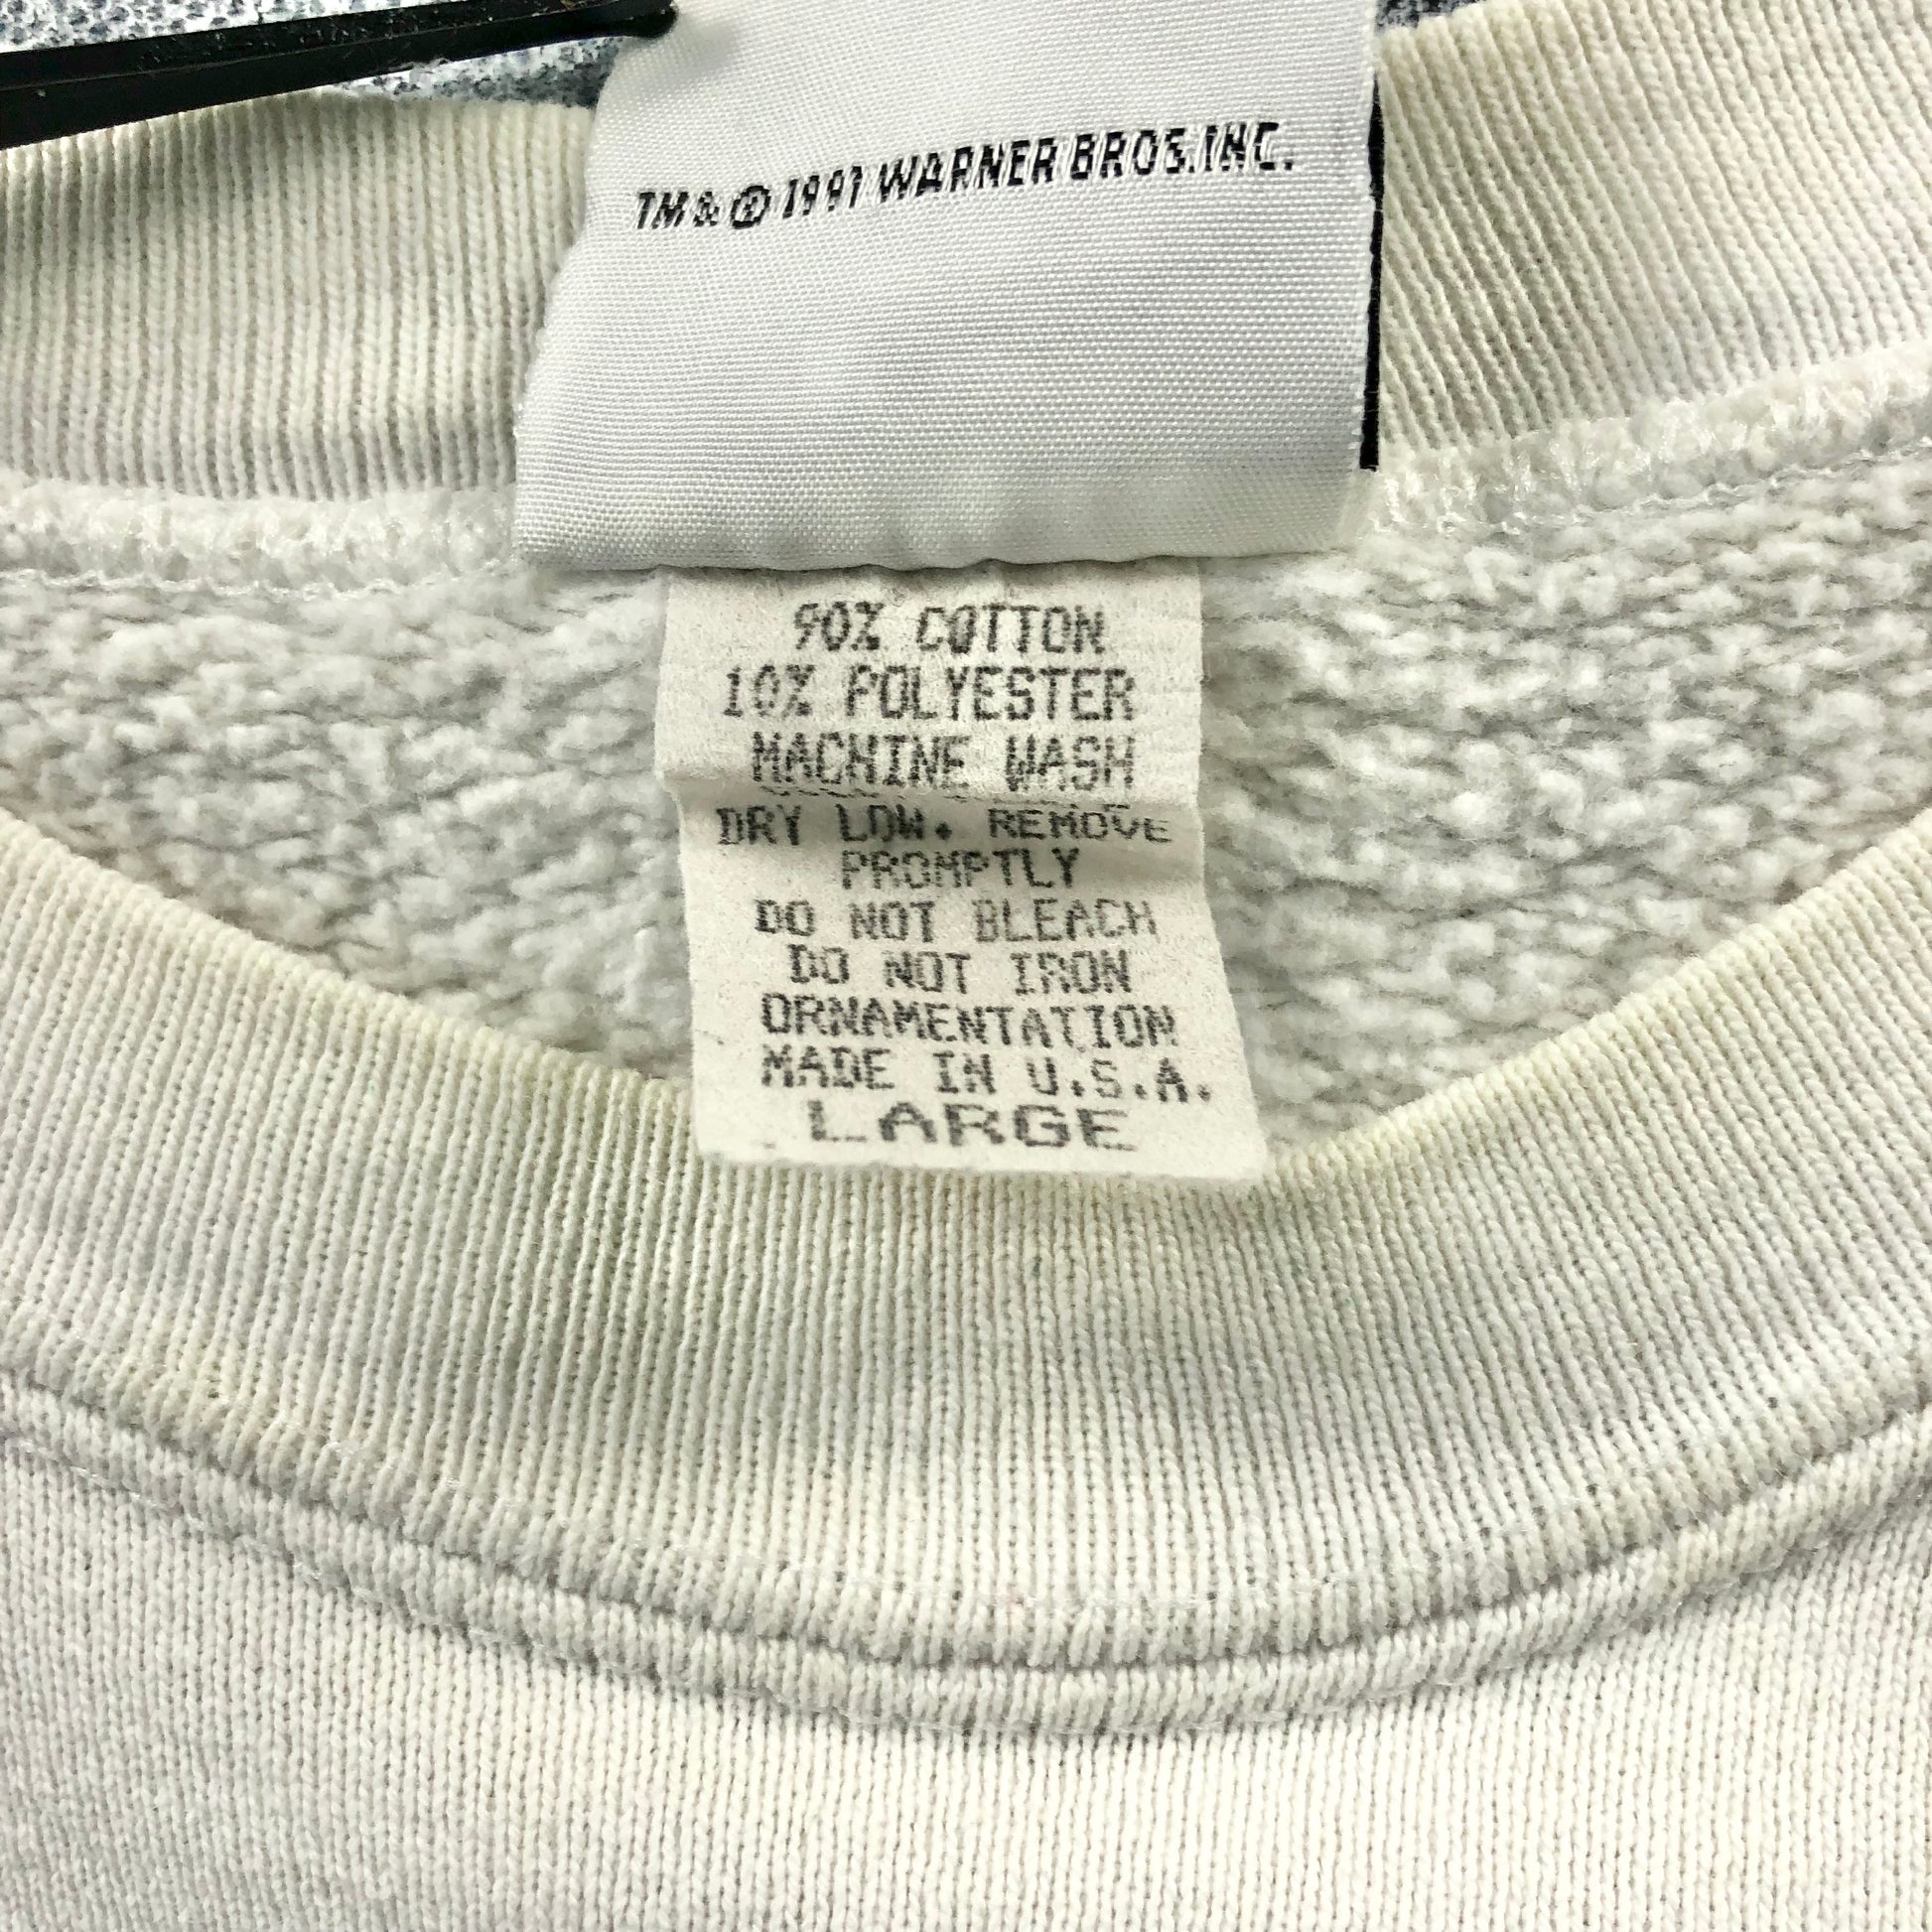 TM & © 1997 WARNER BROS. INC.
90% COTTON
10% POLYESTER
MACHINE WASH
DRY LOW. REMOVE
PROMPTLY
DO NOT BLEACH
DO NOT IRON
ORNAMENTATION
MADE IN U.S.A.
LARGE